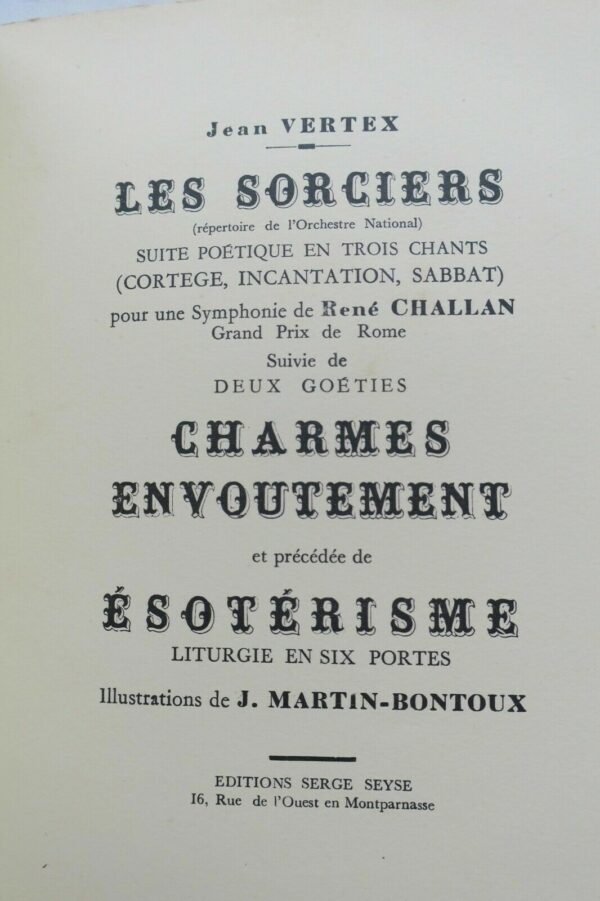 Jean VERTEX
LES SORCIERS
(répertoire de l'Orchestre National)
SUITE POÉTIQUE EN TROIS CHANTS
(CORTEGE, INCANTATION, SABBAT)
pour une Symphonie de René CHALLAN
Grand Prix de Rome
Suivie de
DEUX GOÉTIES
CHARMES
ENVOUTEMENT
et précédée de
ÉSOTÉRISME
LITURGIE EN SIX PORTES
Illustrations de J. MARTIN-BONTOUX
EDITIONS SERGE SEYSE
16, Rue de l'Ouest en Montparnasse